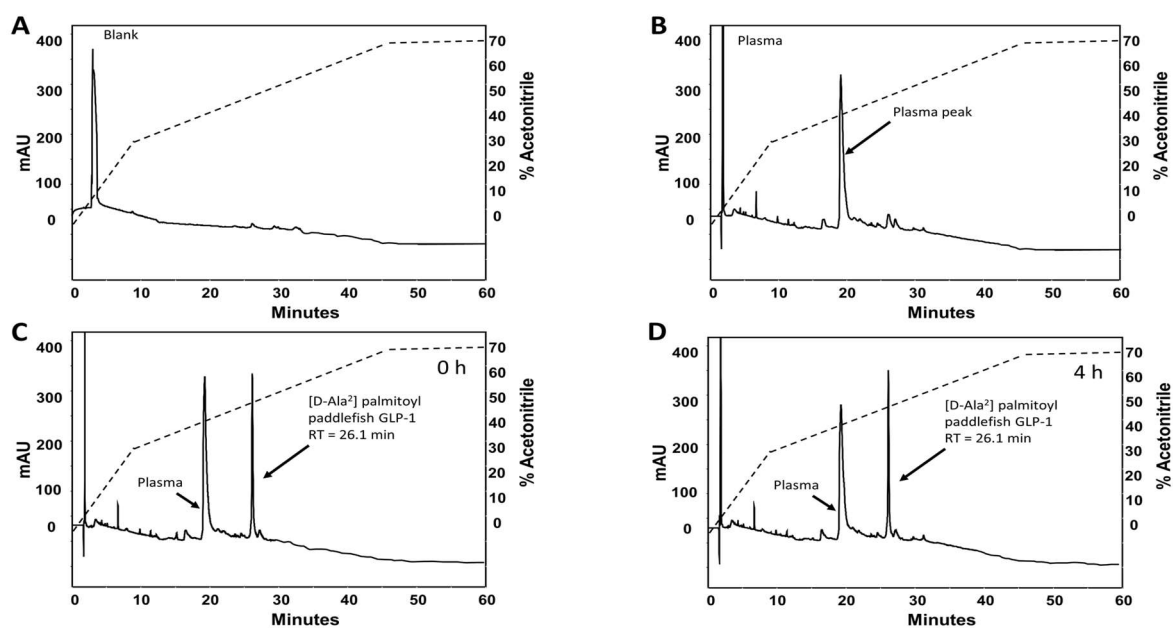 A
Blank
400
300
200
100
0
mAU
70
60
50
40
30
20
10
0
% Acetonitrile
0 10 20 30 40 50 60
Minutes
B
Plasma
Plasma peak
400
300
200
100
0
mAU
70
60
50
40
30
20
10
0
% Acetonitrile
0 10 20 30 40 50 60
Minutes
C
0 h
[D-Ala²] palmitoyl
paddlefish GLP-1
RT = 26.1 min
Plasma
400
300
200
100
0
mAU
70
60
50
40
30
20
10
0
% Acetonitrile
0 10 20 30 40 50 60
Minutes
D
4 h
[D-Ala²] palmitoyl
paddlefish GLP-1
RT = 26.1 min
Plasma
400
300
200
100
0
mAU
70
60
50
40
30
20
10
0
% Acetonitrile
0 10 20 30 40 50 60
Minutes